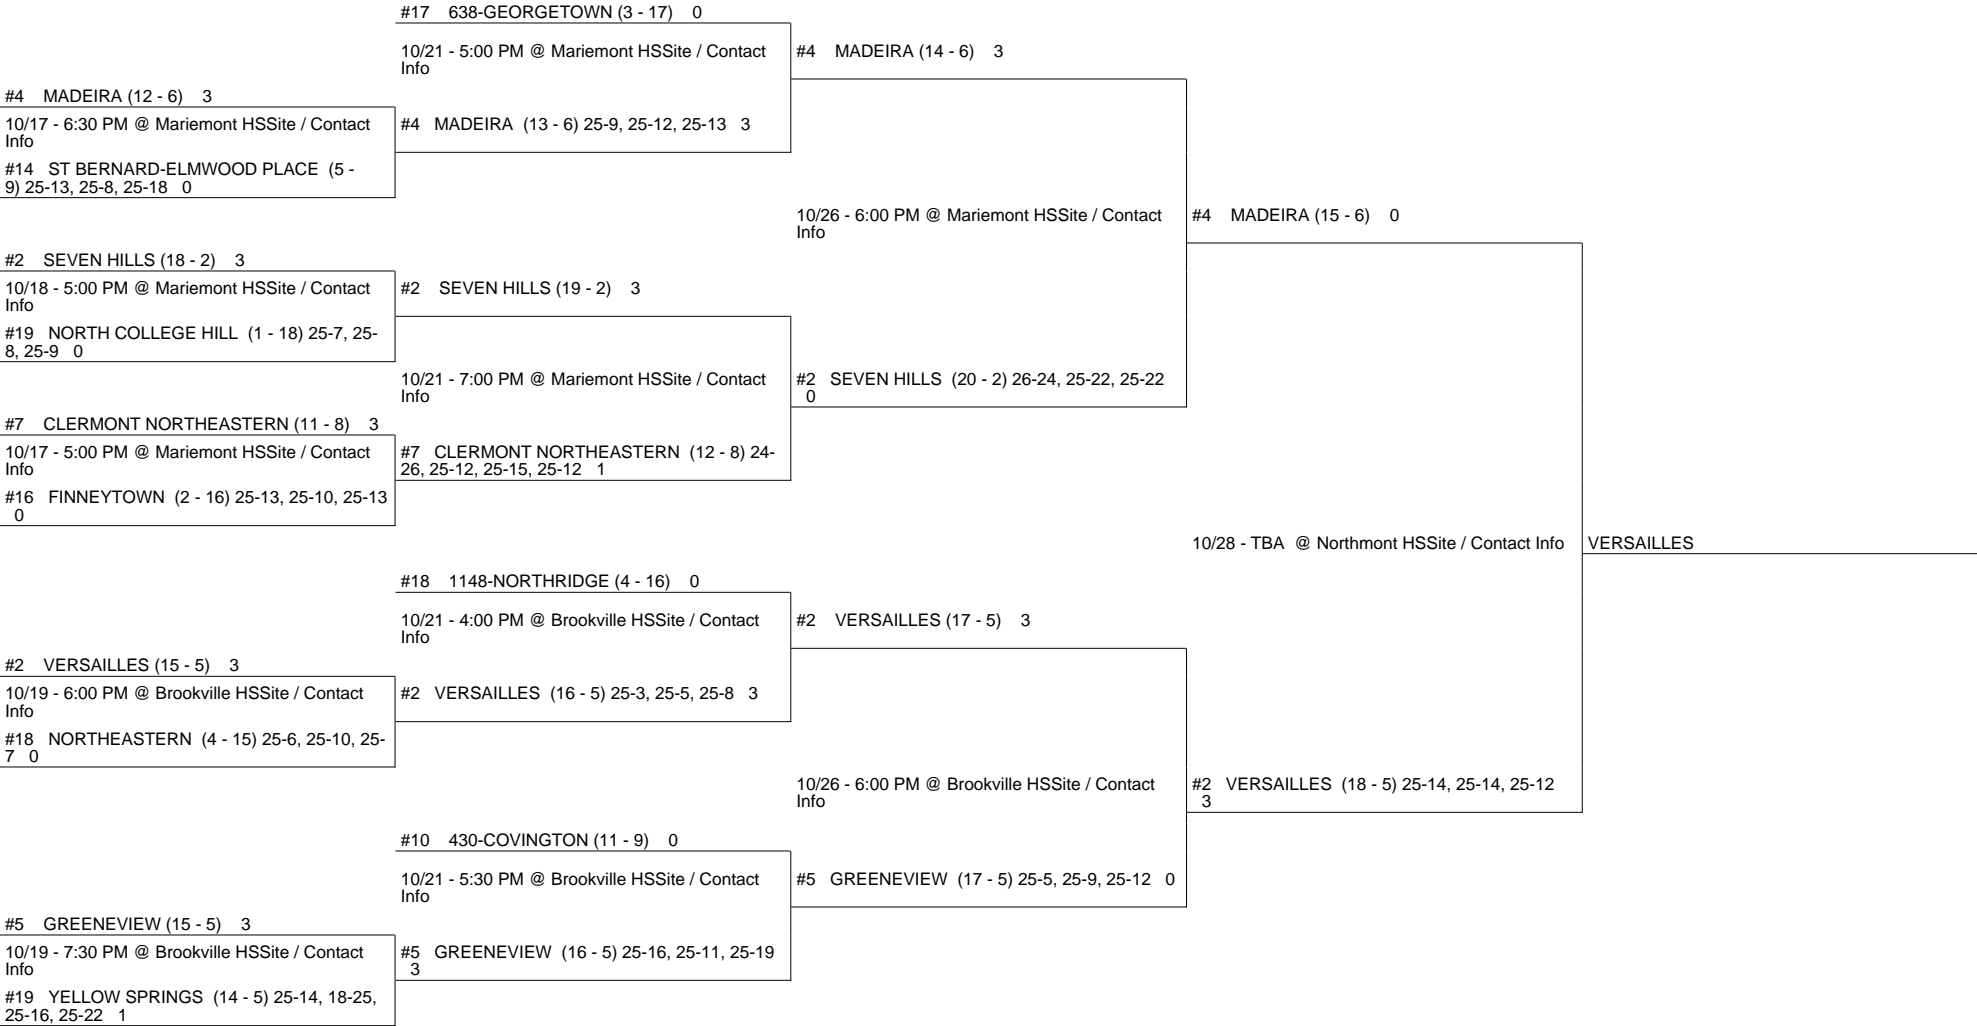 #17 638-GEORGETOWN (3 - 17) 0
10/21 - 5:00 PM @ Mariemont HSSite / Contact
Info
#4 MADEIRA (14 - 6) 3
#4 MADEIRA (12 - 6) 3
10/17 - 6:30 PM @ Mariemont HSSite / Contact
Info
#4 MADEIRA (13 - 6) 25-9, 25-12, 25-13 3
#14 ST BERNARD-ELMWOOD PLACE (5 -
9) 25-13, 25-8, 25-18 0
10/26 - 6:00 PM @ Mariemont HSSite / Contact
Info
#4 MADEIRA (15 - 6) 0
#2 SEVEN HILLS (18 - 2) 3
10/18 - 5:00 PM @ Mariemont HSSite / Contact
Info
#2 SEVEN HILLS (19 - 2) 3
#19 NORTH COLLEGE HILL (1 - 18) 25-7, 25-
8, 25-9 0
10/21 - 7:00 PM @ Mariemont HSSite / Contact
Info
#2 SEVEN HILLS (20 - 2) 26-24, 25-22, 25-22
0
#7 CLERMONT NORTHEASTERN (11 - 8) 3
10/17 - 5:00 PM @ Mariemont HSSite / Contact
Info
#7 CLERMONT NORTHEASTERN (12 - 8) 24-
26, 25-12, 25-15, 25-12 1
#16 FINNEYTOWN (2 - 16) 25-13, 25-10, 25-13
0
10/28 - TBA @ Northmont HSSite / Contact Info
VERSAILLES
#18 1148-NORTHRIDGE (4 - 16) 0
10/21 - 4:00 PM @ Brookville HSSite / Contact
Info
#2 VERSAILLES (17 - 5) 3
#2 VERSAILLES (15 - 5) 3
10/19 - 6:00 PM @ Brookville HSSite / Contact
Info
#2 VERSAILLES (16 - 5) 25-3, 25-5, 25-8 3
#18 NORTHEASTERN (4 - 15) 25-6, 25-10, 25-
7 0
10/26 - 6:00 PM @ Brookville HSSite / Contact
Info
#2 VERSAILLES (18 - 5) 25-14, 25-14, 25-12
3
#10 430-COVINGTON (11 - 9) 0
10/21 - 5:30 PM @ Brookville HSSite / Contact
Info
#5 GREENEVIEW (17 - 5) 25-5, 25-9, 25-12 0
#5 GREENEVIEW (15 - 5) 3
10/19 - 7:30 PM @ Brookville HSSite / Contact
Info
#5 GREENEVIEW (16 - 5) 25-16, 25-11, 25-19
3
#19 YELLOW SPRINGS (14 - 5) 25-14, 18-25,
25-16, 25-22 1